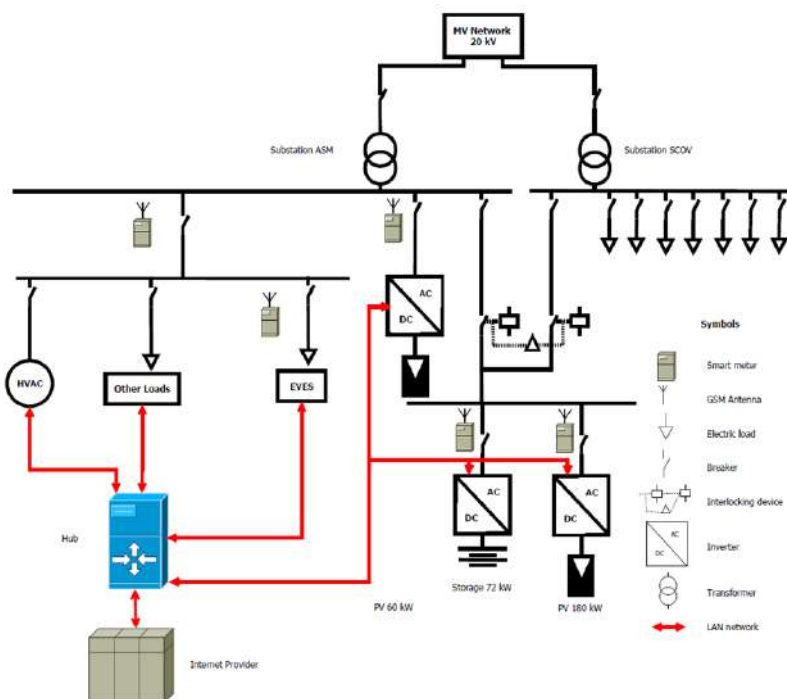 MV Network
20 kV
Substation ASM
Substation SCOV
AC
DC
Symbols
Smart meter
GSM Antenna
HVAC
Other Loads
EVES
Electric load
Breaker
Interlocking device
AC
DC
AC
DC
AC
DC
Inverter
Hub
Storage 72 kW
PV 60 kW
PV 180 kW
Transformer
LAN network
Internet Provider